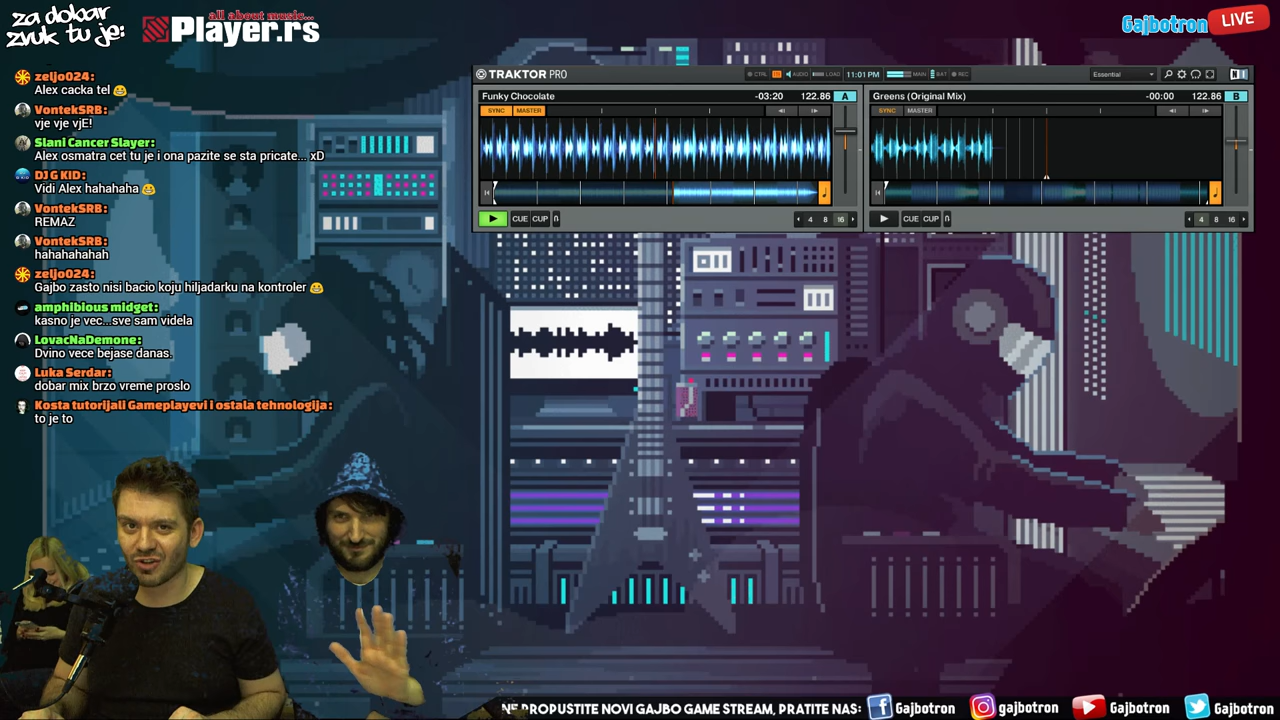 za dobar
zvuk tu je:
all about music...
Player.rs
Gajbotron LIVE
zeljo024:
Alex cacka tel 😂
VontekSRB:
vje vje vjE!
Slani Cancer Slayer:
Alex osmatra cet tu je i ona pazite se sta pricate... xD
DJ G KID:
Vidi Alex hahahaha 😂
VontekSRB:
REMAZ
VontekSRB:
hahahahahah
zeljo024:
Gajbo zasto nisi bacio koju hiljadarku na kontroler 😂
amphibious midget:
kasno je vec...sve sam videla
LovacNaDemone:
Dvino vece bejase danas.
Luka Serdar:
dobar mix brzo vreme proslo
Kosta tutorijali Gameplayevi i ostala tehnologija:
to je to
TRAKTOR PRO CTRL AUDIO LOAD 11:01 PM MAIN BAT REC Essential
Funky Chocolate -03:20 122.86 A
SYNC MASTER
CUE CUP 4 8 16
Greens (Original Mix) -00:00 122.86 B
SYNC MASTER
CUE CUP 4 8 16
NE PROPUSTITE NOVI GAJBO GAME STREAM, PRATITE NAS: Gajbotron gajbotron Gajbotron Gajbotron